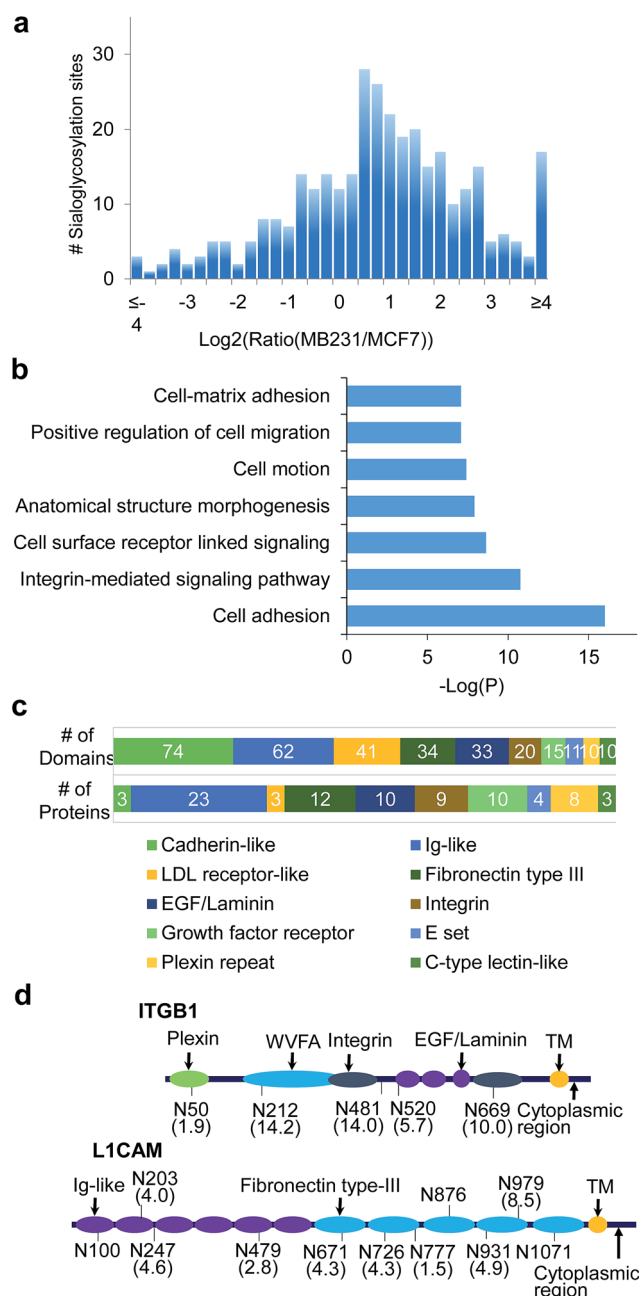 a
# Sialoglycosylation sites
30
20
10
0
≤-4
-3
-2
-1
0
1
2
3
≥4
Log2(Ratio(MB231/MCF7))
b
Cell-matrix adhesion
Positive regulation of cell migration
Cell motion
Anatomical structure morphogenesis
Cell surface receptor linked signaling
Integrin-mediated signaling pathway
Cell adhesion
0 5 10 15
-Log(P)
c
# of
Domains
74 62 41 34 33 20 15 11 10 10
# of
Proteins
3 23 3 12 10 9 10 4 8 3
Cadherin-like
Ig-like
LDL receptor-like
Fibronectin type III
EGF/Laminin
Integrin
Growth factor receptor
E set
Plexin repeat
C-type lectin-like
d
ITGB1
Plexin
WVFA
Integrin
EGF/Laminin
TM
N50
(1.9)
N212
(14.2)
N481
(14.0)
N520
(5.7)
N669
(10.0)
Cytoplasmic
region
L1CAM
Ig-like
N203
(4.0)
Fibronectin type-III
N876
N979
(8.5)
TM
N100
N247
(4.6)
N479
(2.8)
N671
(4.3)
N726
(4.3)
N777
(1.5)
N931
(4.9)
N1071
Cytoplasmic
region